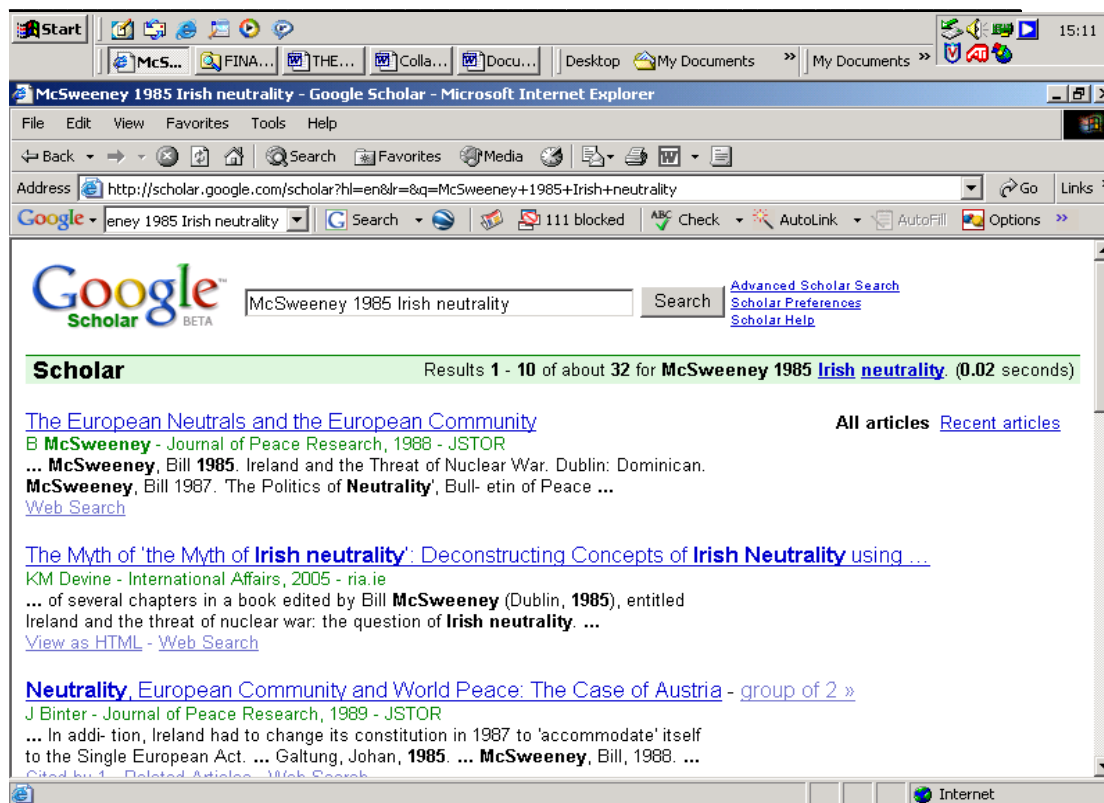 Start
15:11
McS... FINA... THE... Colla... Docu... Desktop My Documents » My Documents »
McSweeney 1985 Irish neutrality - Google Scholar - Microsoft Internet Explorer
File Edit View Favorites Tools Help
Back Search Favorites Media
Address http://scholar.google.com/scholar?hl=en&lr=&q=McSweeney+1985+Irish+neutrality Go Links
Google eney 1985 Irish neutrality G Search 111 blocked ABC Check AutoLink AutoFill Options »
Google™ Scholar BETA
McSweeney 1985 Irish neutrality Search
Advanced Scholar Search
Scholar Preferences
Scholar Help
Scholar Results 1 - 10 of about 32 for McSweeney 1985 Irish neutrality. (0.02 seconds)
The European Neutrals and the European Community All articles Recent articles
B McSweeney - Journal of Peace Research, 1988 - JSTOR
... McSweeney, Bill 1985. Ireland and the Threat of Nuclear War. Dublin: Dominican.
McSweeney, Bill 1987. 'The Politics of Neutrality', Bull- etin of Peace ...
Web Search
The Myth of 'the Myth of Irish neutrality': Deconstructing Concepts of Irish Neutrality using ...
KM Devine - International Affairs, 2005 - ria.ie
... of several chapters in a book edited by Bill McSweeney (Dublin, 1985), entitled
Ireland and the threat of nuclear war: the question of Irish neutrality. ...
View as HTML - Web Search
Neutrality, European Community and World Peace: The Case of Austria - group of 2 »
J Binter - Journal of Peace Research, 1989 - JSTOR
... In addi- tion, Ireland had to change its constitution in 1987 to 'accommodate' itself
to the Single European Act. ... Galtung, Johan, 1985. ... McSweeney, Bill, 1988. ...
Cited by 1 - Related Articles - Web Search
Internet